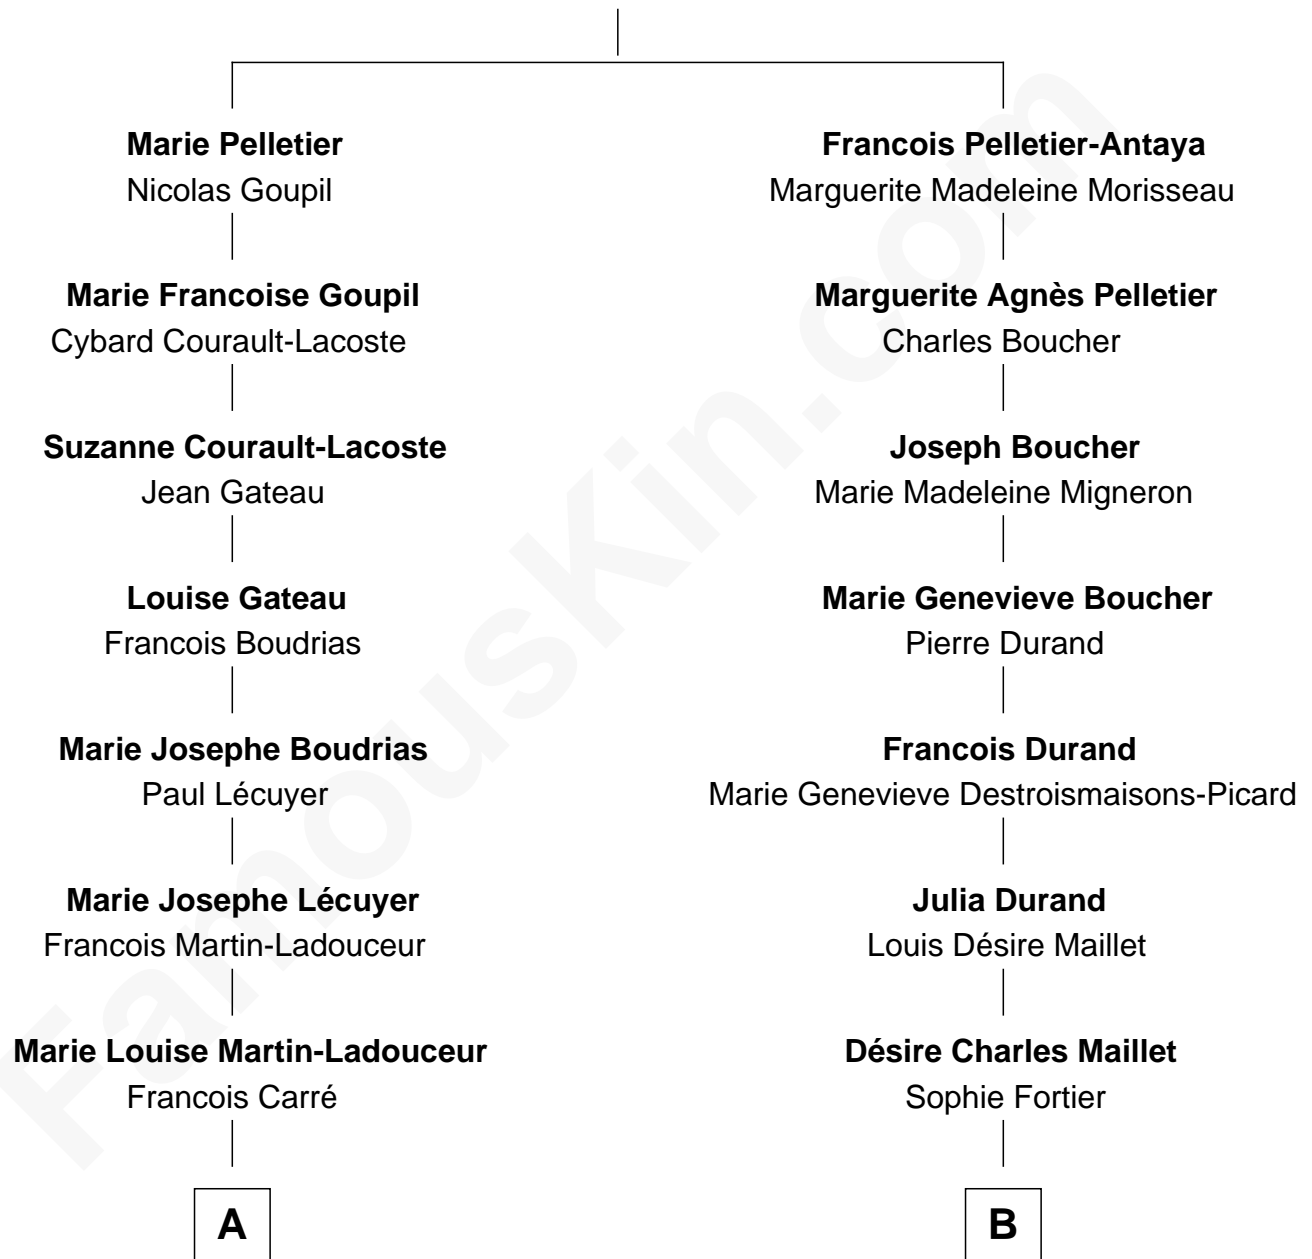 Marie Pelletier
Nicolas Goupil
Marie Francoise Goupil
Cybard Courault-Lacoste
Suzanne Courault-Lacoste
Jean Gateau
Louise Gateau
Francois Boudrias
Marie Josephe Boudrias
Paul Lécuyer
Marie Josephe Lécuyer
Francois Martin-Ladouceur
Marie Louise Martin-Ladouceur
Francois Carré
A
Francois Pelletier-Antaya
Marguerite Madeleine Morisseau
Marguerite Agnès Pelletier
Charles Boucher
Joseph Boucher
Marie Madeleine Migneron
Marie Genevieve Boucher
Pierre Durand
Francois Durand
Marie Genevieve Destroismaisons-Picard
Julia Durand
Louis Désire Maillet
Désire Charles Maillet
Sophie Fortier
B
FamousKin.com